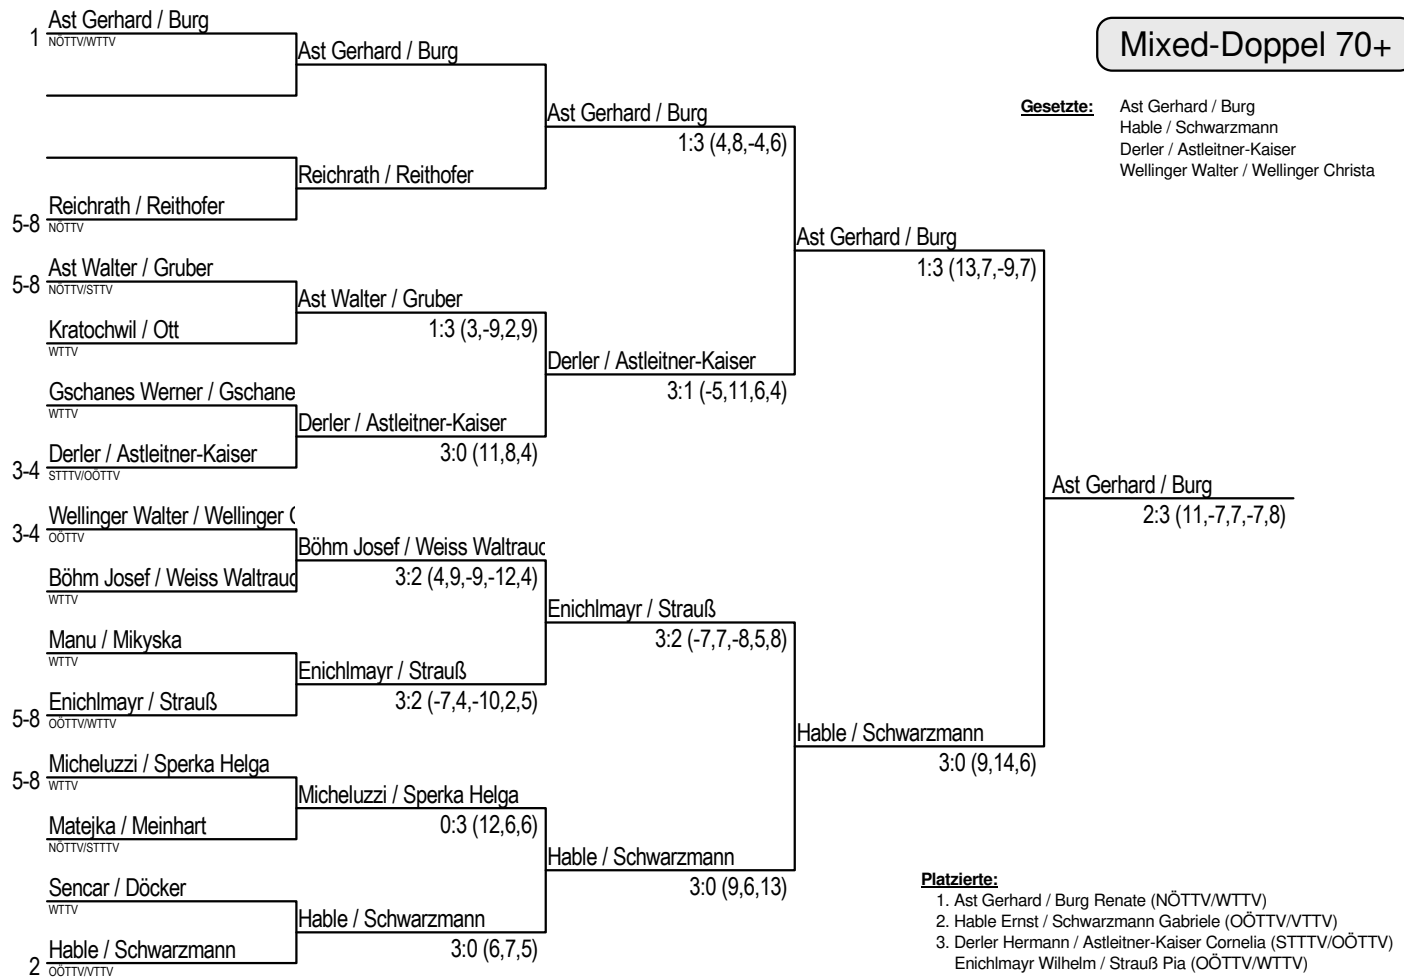 Mixed-Doppel 70+
Gesetzte: Ast Gerhard / Burg
Hable / Schwarzmann
Derler / Astleitner-Kaiser
Wellinger Walter / Wellinger Christa
1 Ast Gerhard / Burg
NÖTTV/WTTV
Reichrath / Reithofer
5-8 NÖTTV
Ast Walter / Gruber
5-8 NÖTTV/STTV
Kratochwil / Ott
WTTV
Gschanes Werner / Gschane
WTTV
Derler / Astleitner-Kaiser
3-4 STTTV/OÖTTV
Wellinger Walter / Wellinger
3-4 OÖTTV
Böhm Josef / Weiss Waltraud
WTTV
Manu / Mikyska
WTTV
Enichlmayr / Strauß
5-8 OÖTTV/WTTV
Micheluzzi / Sperka Helga
5-8 WTTV
Matejka / Meinhart
NÖTTV/STTTV
Sencar / Döcker
WTTV
Hable / Schwarzmann
2 OÖTTV/VTTV
Ast Gerhard / Burg
Reichrath / Reithofer
Ast Walter / Gruber
1:3 (3,-9,2,9)
Derler / Astleitner-Kaiser
3:0 (11,8,4)
Böhm Josef / Weiss Waltraud
3:2 (4,9,-9,-12,4)
Enichlmayr / Strauß
3:2 (-7,4,-10,2,5)
Micheluzzi / Sperka Helga
0:3 (12,6,6)
Hable / Schwarzmann
3:0 (6,7,5)
Ast Gerhard / Burg
1:3 (4,8,-4,6)
Derler / Astleitner-Kaiser
3:1 (-5,11,6,4)
Enichlmayr / Strauß
3:2 (-7,7,-8,5,8)
Hable / Schwarzmann
3:0 (9,6,13)
Ast Gerhard / Burg
1:3 (13,7,-9,7)
Hable / Schwarzmann
3:0 (9,14,6)
Ast Gerhard / Burg
2:3 (11,-7,7,-7,8)
Platzierte:
1. Ast Gerhard / Burg Renate (NÖTTV/WTTV)
2. Hable Ernst / Schwarzmann Gabriele (OÖTTV/VTTV)
3. Derler Hermann / Astleitner-Kaiser Cornelia (STTTV/OÖTTV)
Enichlmayr Wilhelm / Strauß Pia (OÖTTV/WTTV)